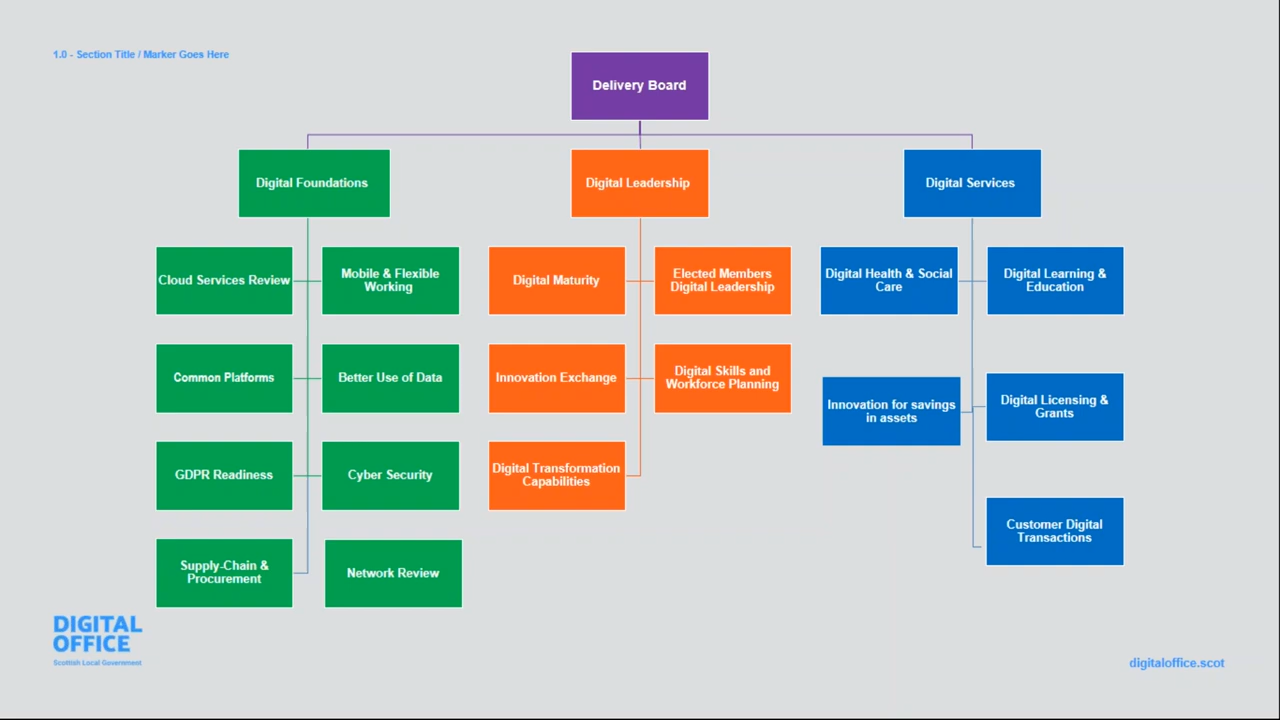 1.0 - Section Title / Marker Goes Here
Delivery Board
Digital Foundations
Digital Leadership
Digital Services
Cloud Services Review
Mobile & Flexible
Working
Digital Maturity
Elected Members
Digital Leadership
Digital Health & Social
Care
Digital Learning &
Education
Common Platforms
Better Use of Data
Innovation Exchange
Digital Skills and
Workforce Planning
Innovation for savings
in assets
Digital Licensing &
Grants
GDPR Readiness
Cyber Security
Digital Transformation
Capabilities
Customer Digital
Transactions
Supply-Chain &
Procurement
Network Review
DIGITAL
OFFICE
Scottish Local Government
digitaloffice.scot